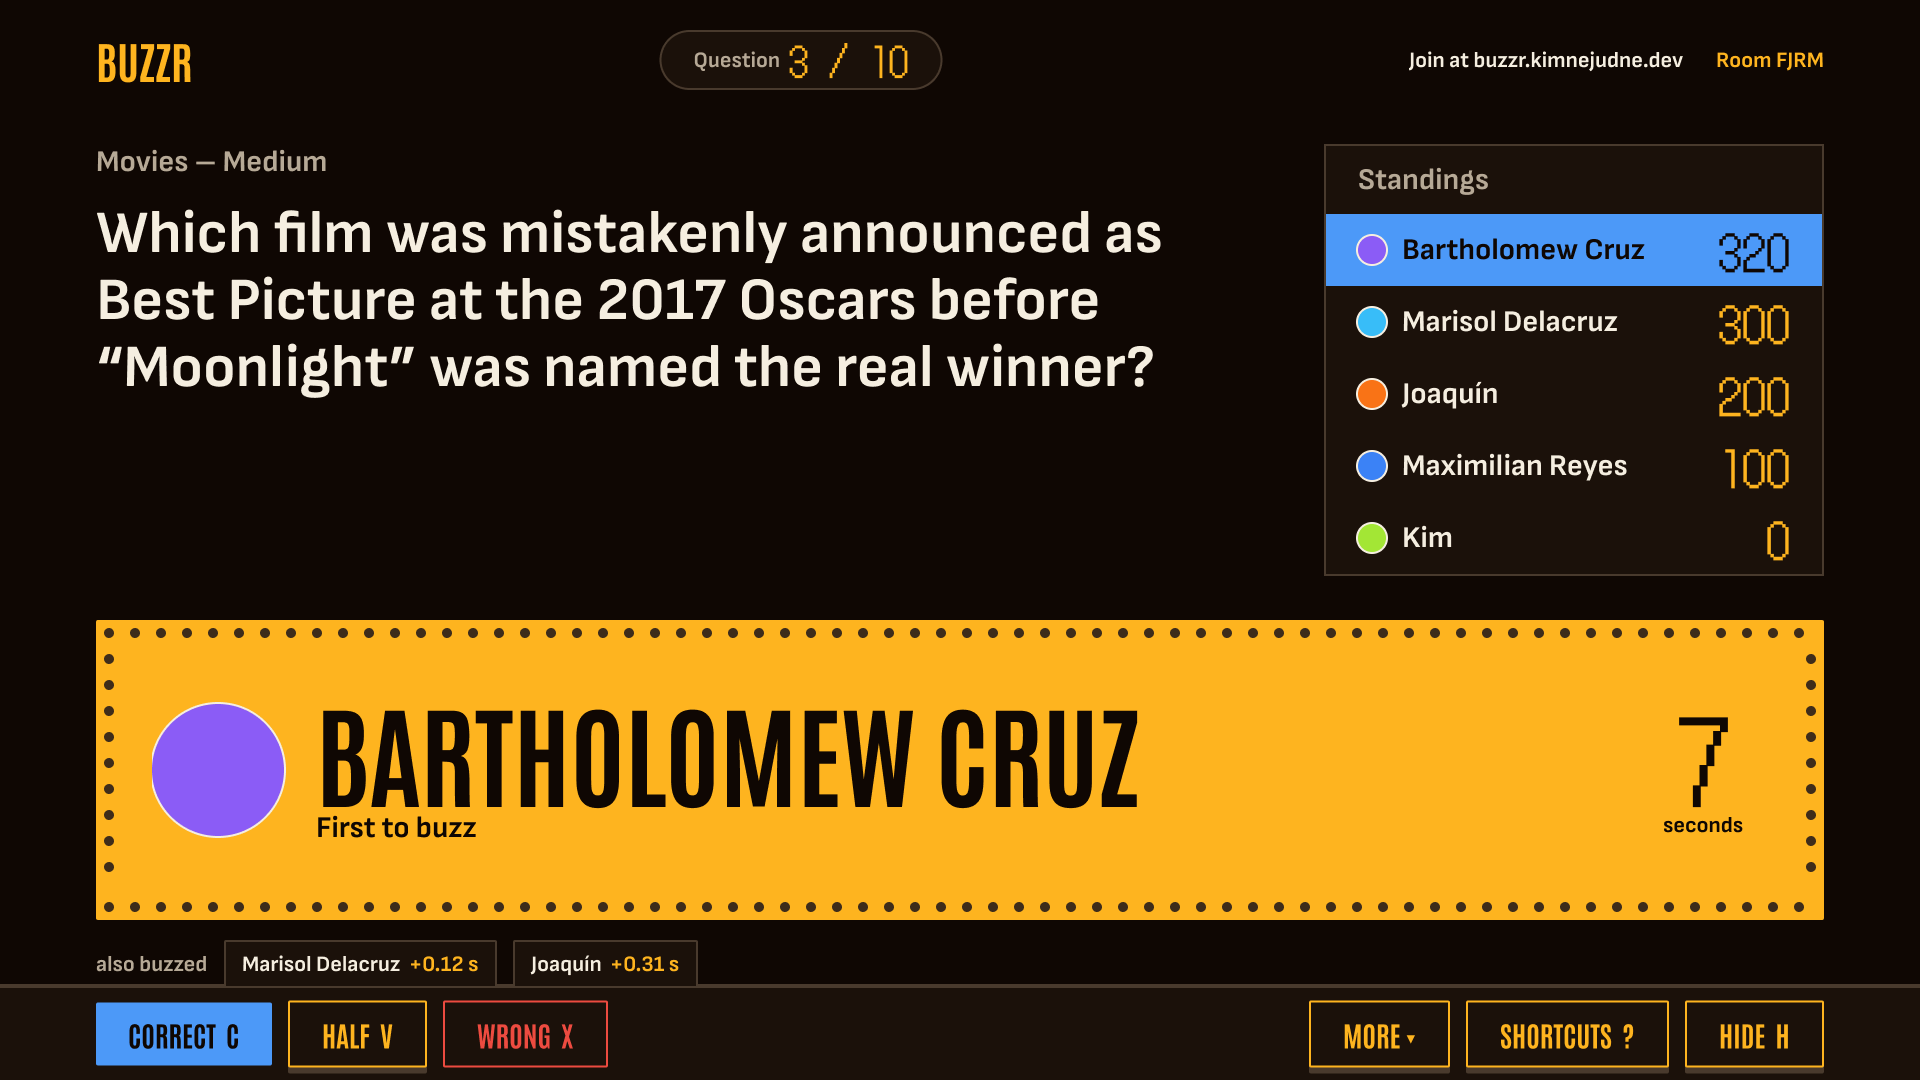 BUZZR
Question 3 / 10
Join at buzzr.kimnejudne.dev
Room FJRM
Movies — Medium
Which film was mistakenly announced as
Best Picture at the 2017 Oscars before
“Moonlight” was named the real winner?
Standings
Bartholomew Cruz 320
Marisol Delacruz 300
Joaquín 200
Maximilian Reyes 100
Kim 0
BARTHOLOMEW CRUZ
First to buzz
7
seconds
also buzzed
Marisol Delacruz +0.12 s
Joaquín +0.31 s
CORRECT C
HALF V
WRONG X
MORE ▾
SHORTCUTS ?
HIDE H